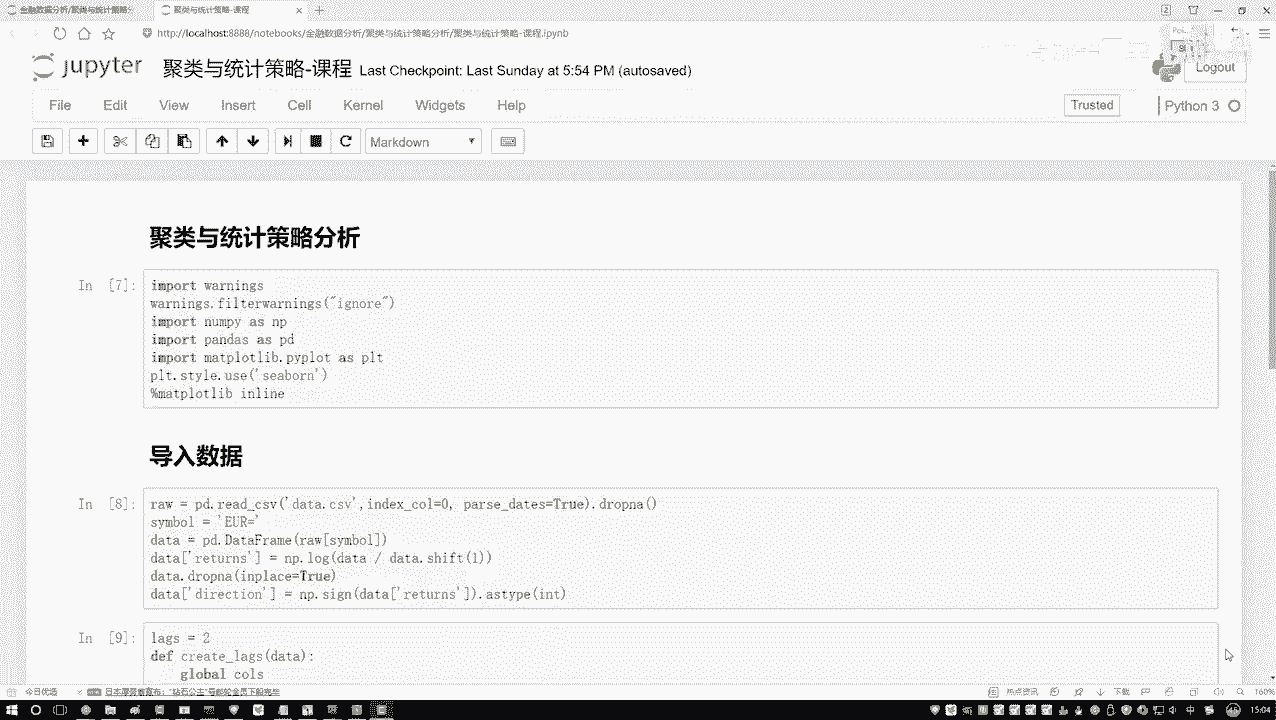 金融数据分析/聚类与统计策略分
聚类与统计策略-课程
http://localhost:8888/notebooks/金融数据分析/聚类与统计策略分析/聚类与统计策略-课程.ipynb
jupyter 聚类与统计策略-课程 Last Checkpoint: Last Sunday at 5:54 PM (autosaved)
Logout
File Edit View Insert Cell Kernel Widgets Help
Trusted Python 3
Markdown
聚类与统计策略分析
In [7]: import warnings
warnings.filterwarnings("ignore")
import numpy as np
import pandas as pd
import matplotlib.pyplot as plt
plt.style.use('seaborn')
%matplotlib inline
导入数据
In [8]: raw = pd.read_csv('data.csv',index_col=0, parse_dates=True).dropna()
symbol = 'EUR='
data = pd.DataFrame(raw[symbol])
data['returns'] = np.log(data / data.shift(1))
data.dropna(inplace=True)
data['direction'] = np.sign(data['returns']).astype(int)
In [9]: lags = 2
def create_lags(data):
global cols
今日优选
热点资讯 下载 160%
中 15:04